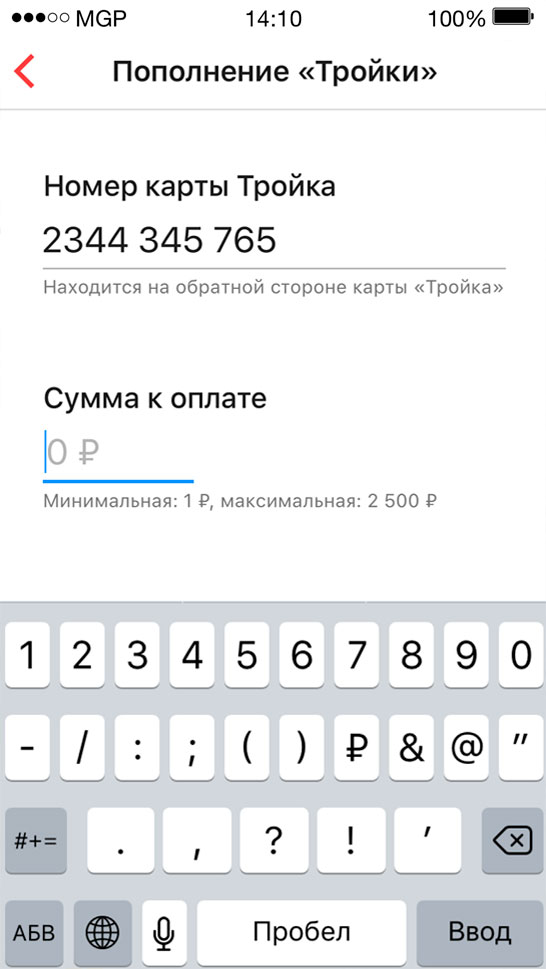 MGP 14:10 100%
Пополнение «Тройки»
Номер карты Тройка
2344 345 765
Находится на обратной стороне карты «Тройка»
Сумма к оплате
0 ₽
Минимальная: 1 ₽, максимальная: 2 500 ₽
1 2 3 4 5 6 7 8 9 0
- / : ; ( ) ₽ & @ "
#+= . , ? ! ′
АБВ Пробел Ввод